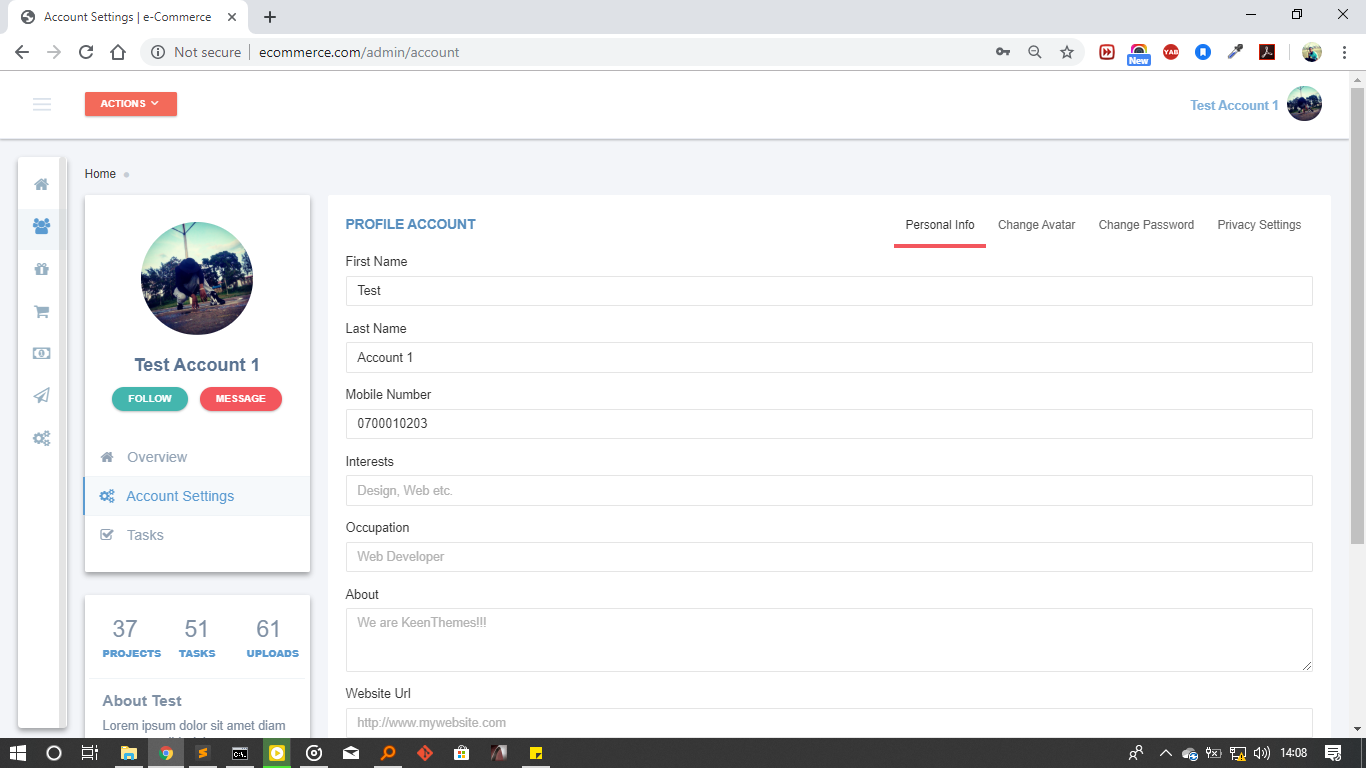 Account Settings | e-Commerce
Not secure
ecommerce.com/admin/account
New
YAB
ACTIONS
Test Account 1
Home
Test Account 1
FOLLOW
MESSAGE
Overview
Account Settings
Tasks
37 51 61
PROJECTS TASKS UPLOADS
About Test
Lorem ipsum dolor sit amet diam
PROFILE ACCOUNT
Personal Info
Change Avatar
Change Password
Privacy Settings
First Name
Test
Last Name
Account 1
Mobile Number
0700010203
Interests
Design, Web etc.
Occupation
Web Developer
About
We are KeenThemes!!!
Website Url
http://www.mywebsite.com
14:08